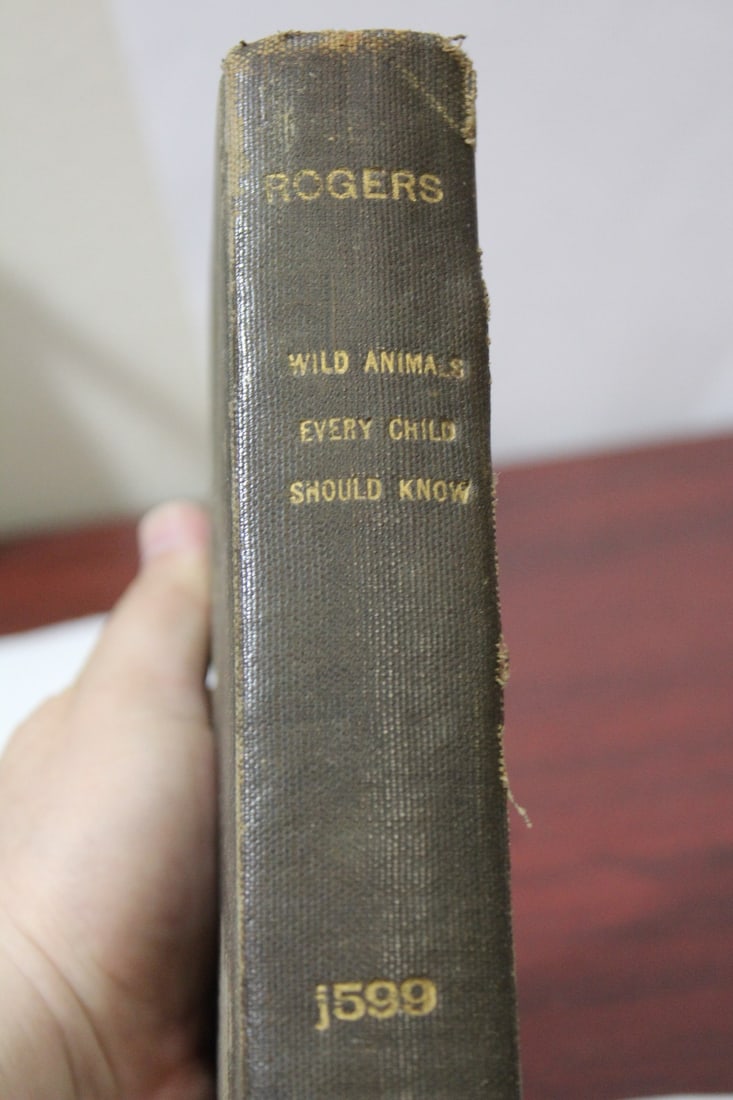 ROGERS
WILD ANIMALS
EVERY CHILD
SHOULD KNOW
j599